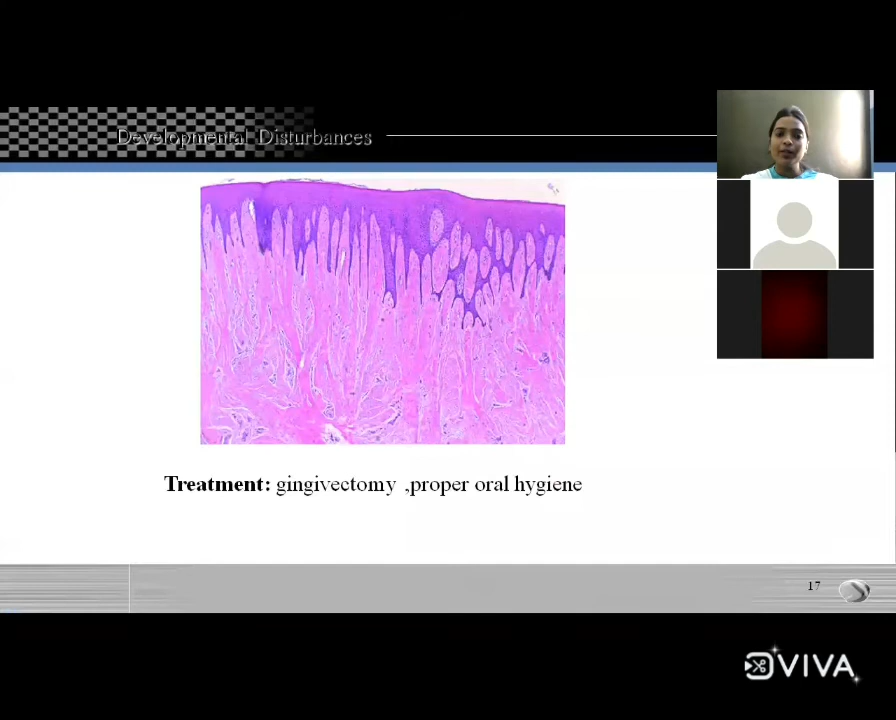 Developmental Disturbances
Treatment: gingivectomy ,proper oral hygiene
17
VIVA